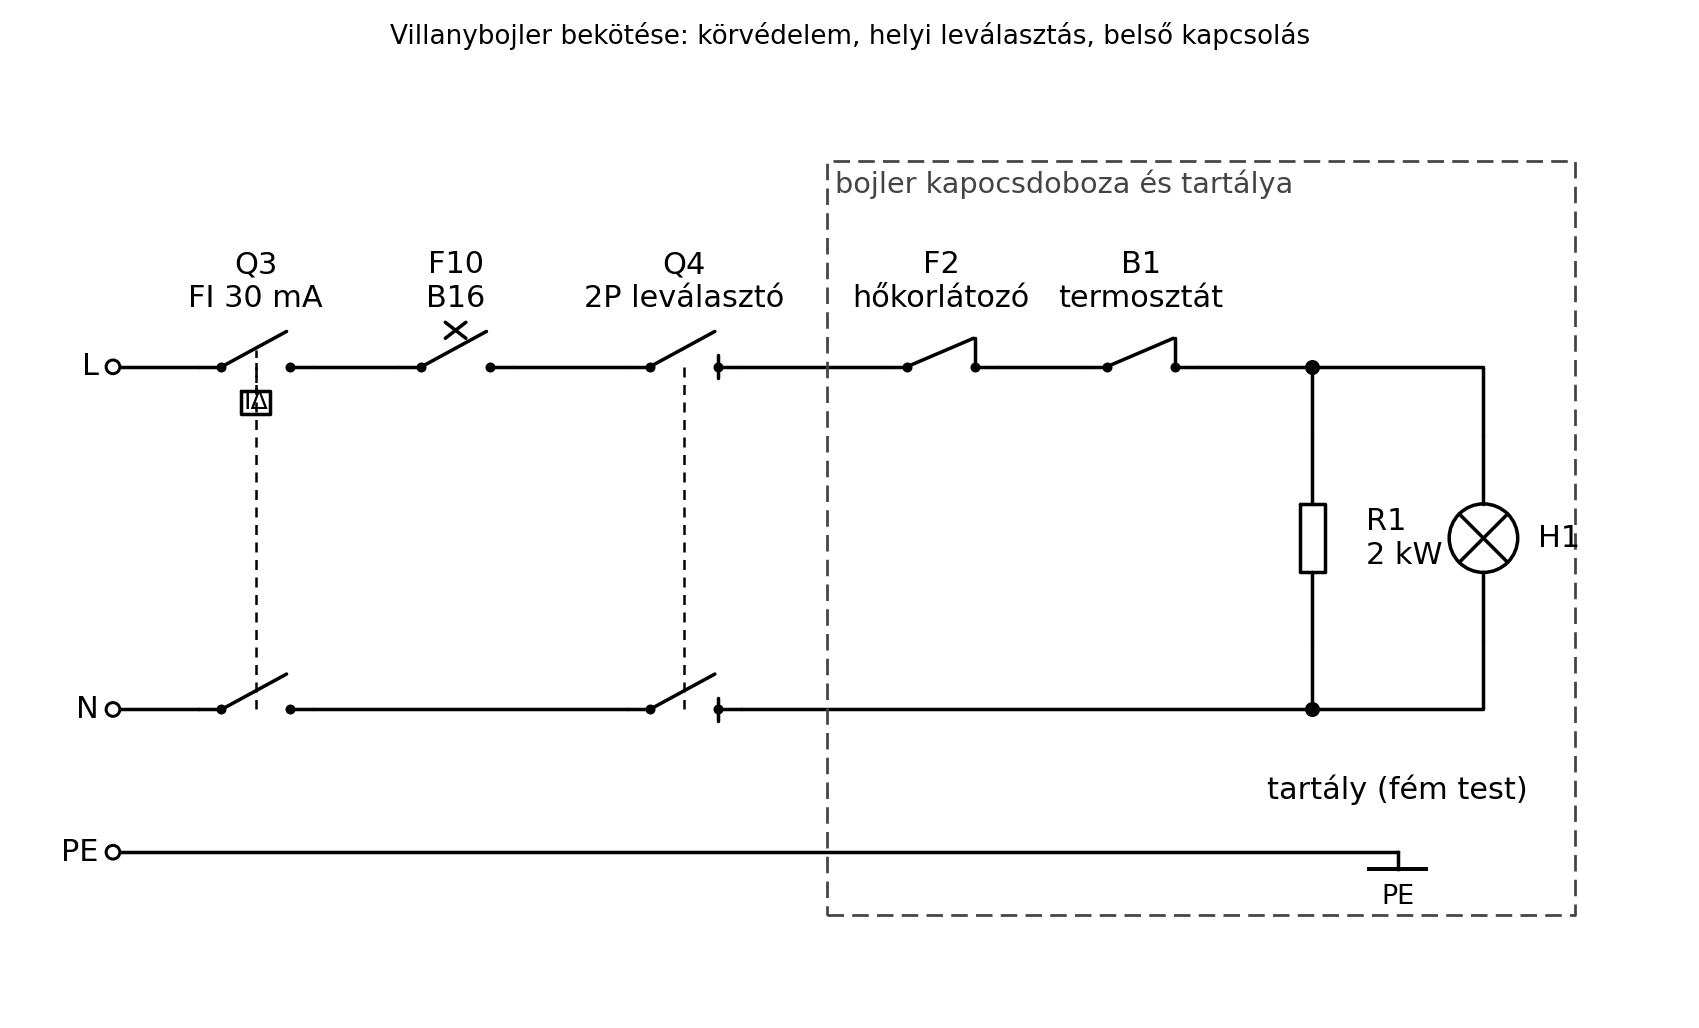 Villanybojler bekötése: körvédelem, helyi leválasztás, belső kapcsolás
bojler kapocsdoboza és tartálya
Q3
FI 30 mA
F10
B16
Q4
2P leválasztó
F2
hőkorlátozó
B1
termosztát
L
IΔ
R1
2 kW
H1
N
tartály (fém test)
PE
PE